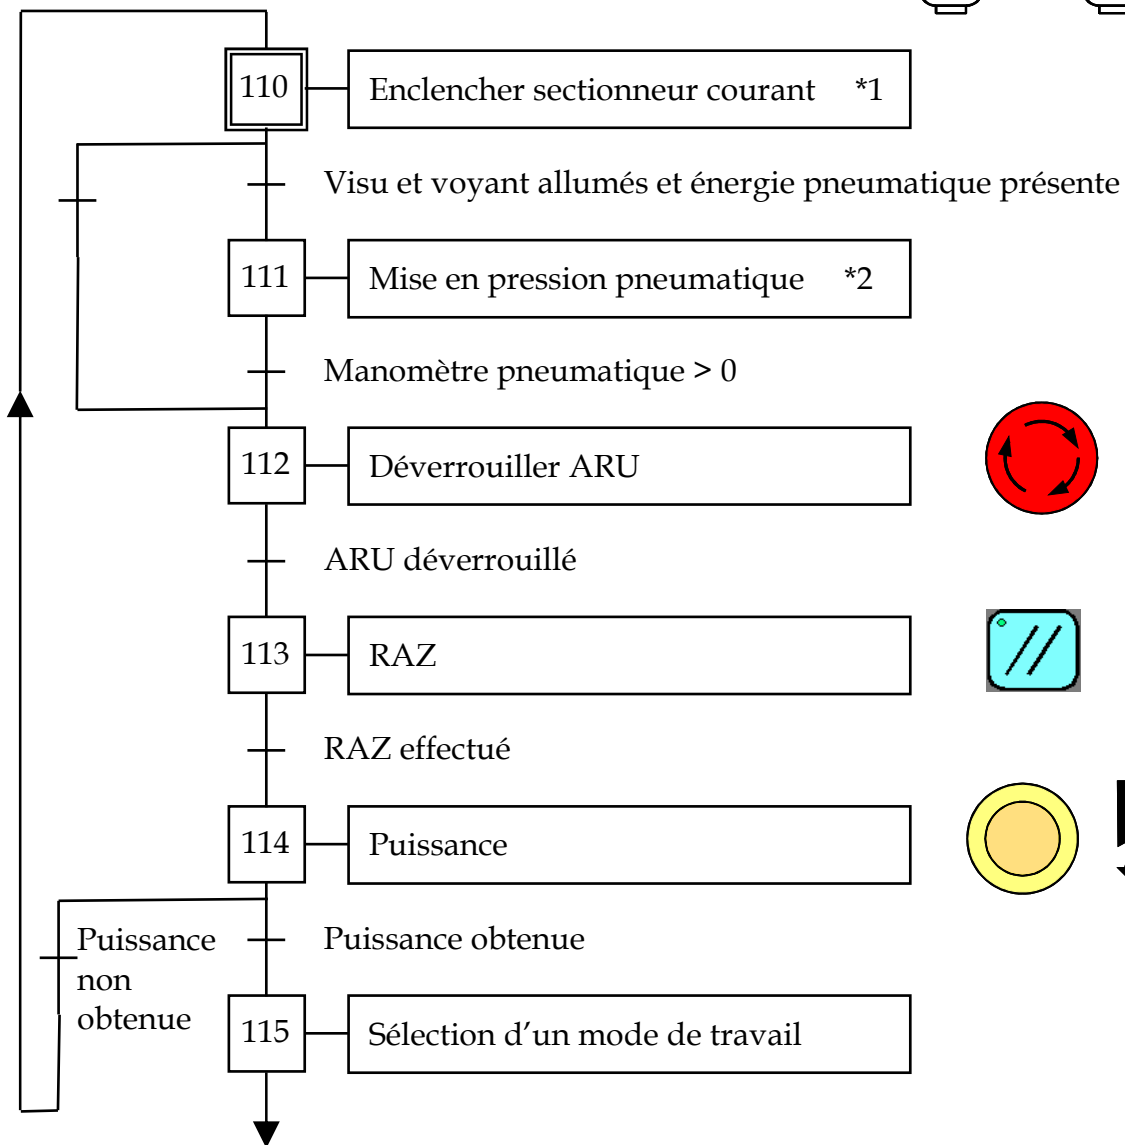 110
Enclencher sectionneur courant *1
Visu et voyant allumés et énergie pneumatique présente
111
Mise en pression pneumatique *2
Manomètre pneumatique > 0
112
Déverrouiller ARU
ARU déverrouillé
113
RAZ
RAZ effectué
114
Puissance
Puissance
non
obtenue
Puissance obtenue
115
Sélection d'un mode de travail